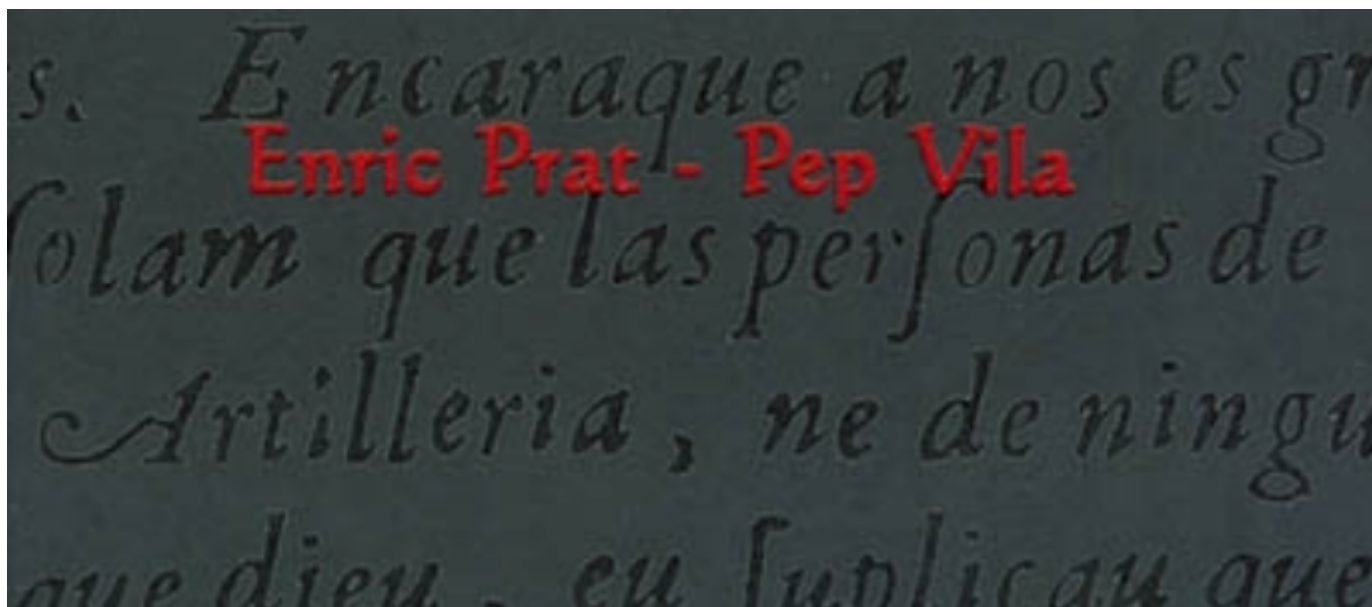 s. Encaraque a nos es gr
Enric Prat - Pep Vila
ſolam que las perſonas de
Artilleria, ne de ningu
que dieu, eu ſuplicau que